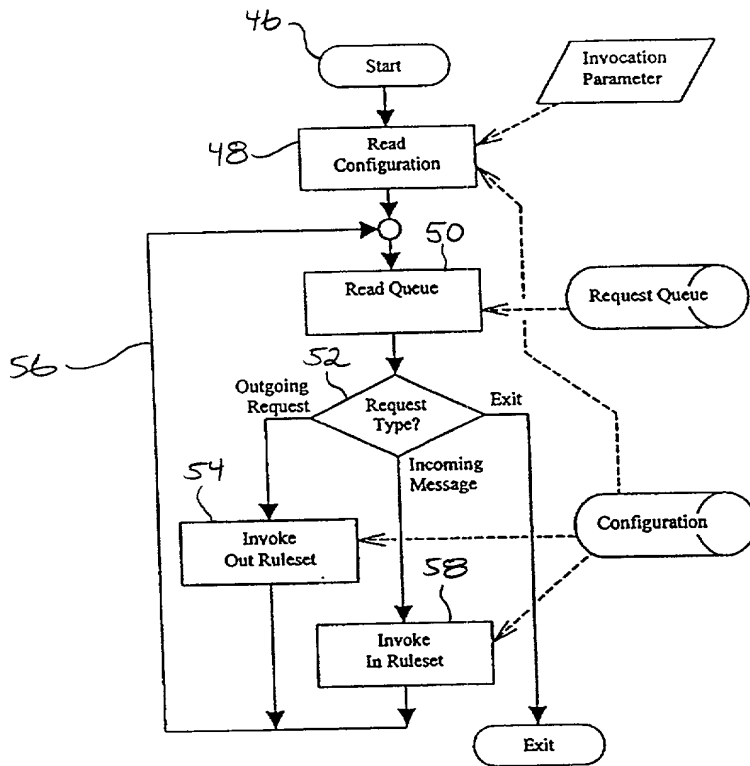 46
Start
Invocation
Parameter
48
Read
Configuration
50
Read Queue
Request Queue
56
52
Outgoing
Request
Request
Type?
Exit
Incoming
Message
54
Invoke
Out Ruleset
Configuration
58
Invoke
In Ruleset
Exit